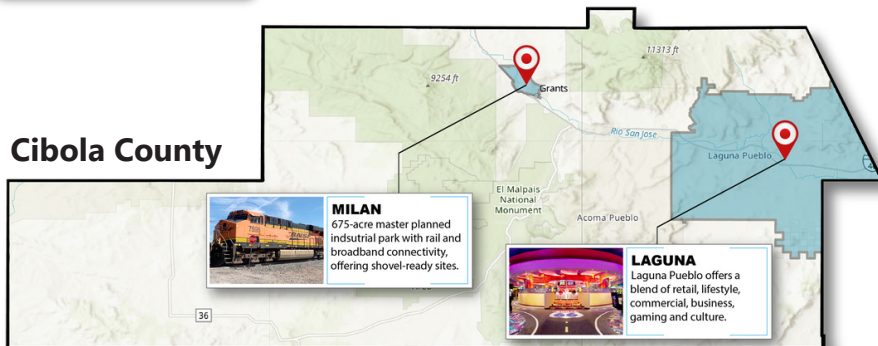 11313 ft
9254 ft
Grants
Rio San Jose
Cibola County
Laguna Pueblo
El Malpais
National
Monument
Acoma Pueblo
MILAN
675-acre master planned
indsutrial park with rail and
broadband connectivity,
offering shovel-ready sites.
LAGUNA
Laguna Pueblo offers a
blend of retail, lifestyle,
commercial, business,
gaming and culture.
36